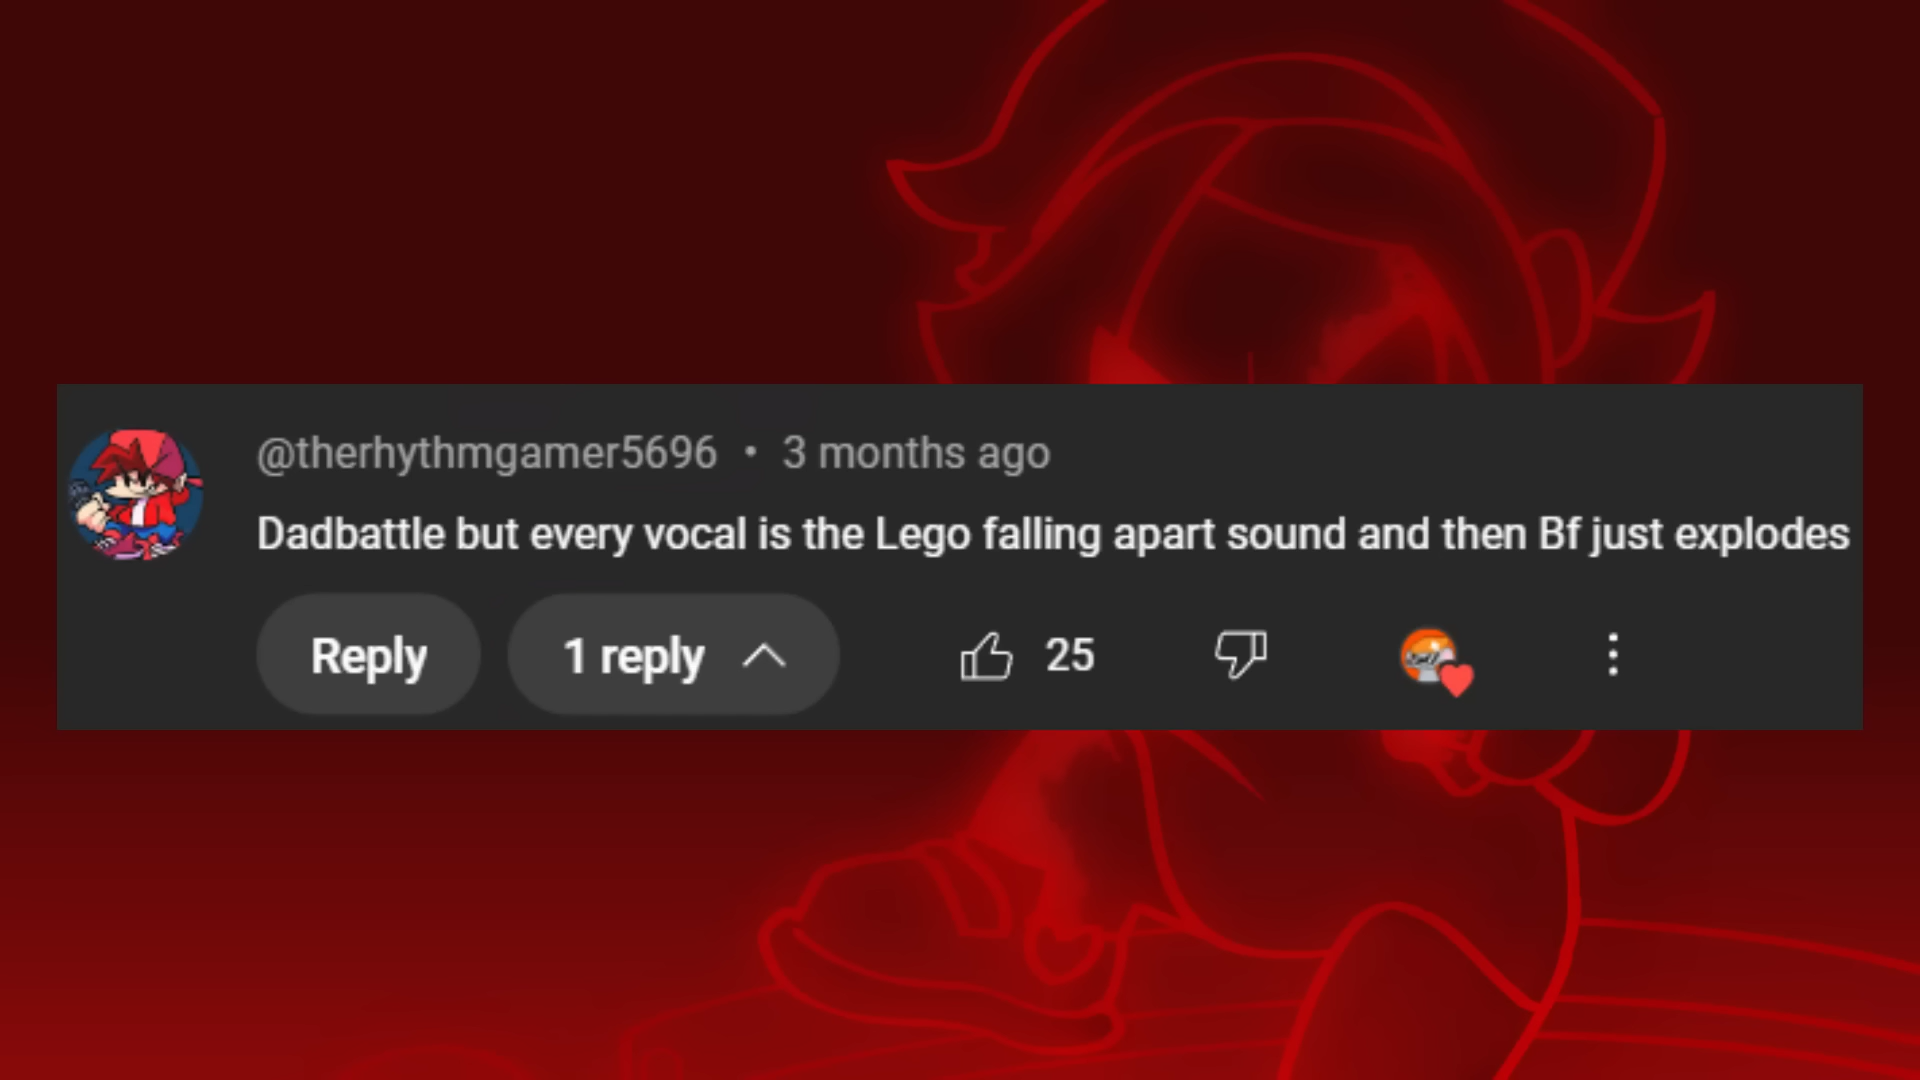 @therhythmgamer5696 • 3 months ago
Dadbattle but every vocal is the Lego falling apart sound and then Bf just explodes
Reply 1 reply 25